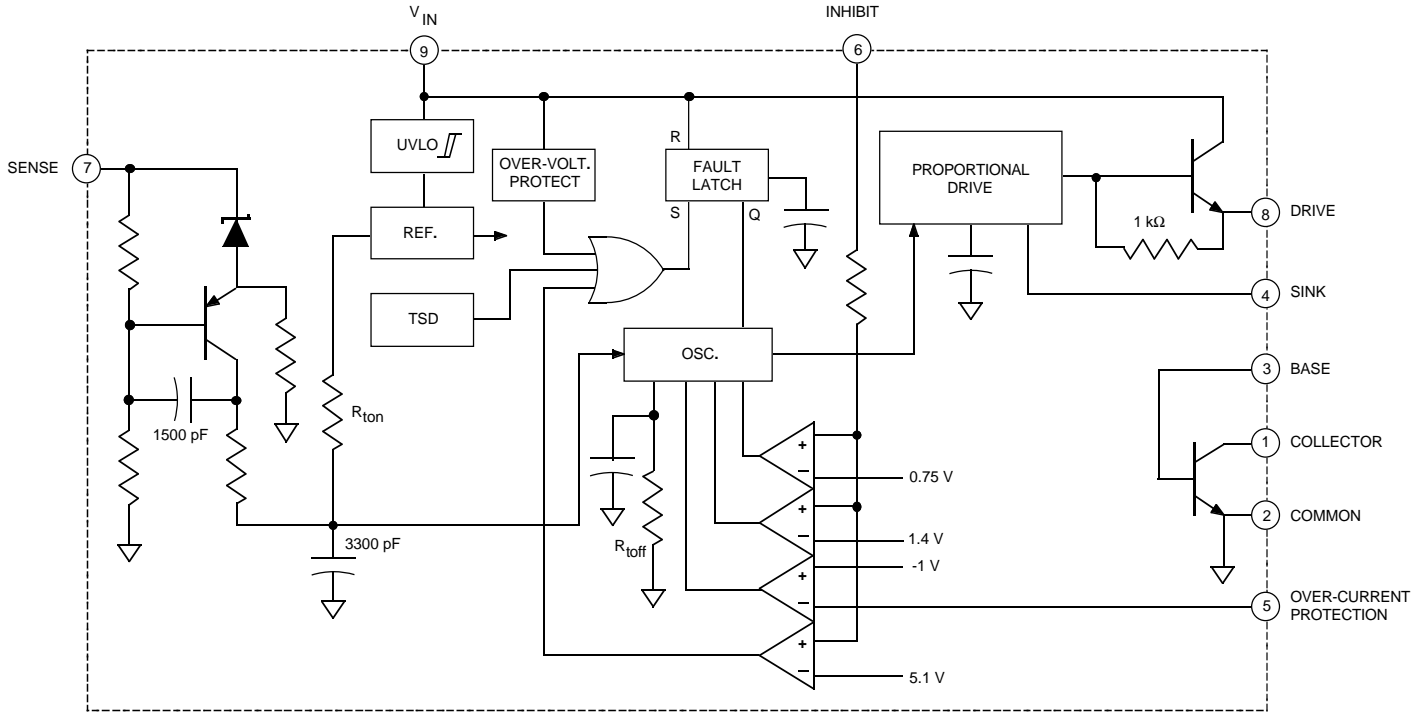 V IN
INHIBIT
9
6
SENSE
7
UVLO
OVER-VOLT.
PROTECT
R
FAULT
LATCH
S
Q
PROPORTIONAL
DRIVE
1 kΩ
8
DRIVE
REF.
TSD
4
SINK
OSC.
3
BASE
1500 pF
Rton
+
−
0.75 V
1
COLLECTOR
+
−
1.4 V
2
COMMON
3300 pF
Rtoff
+
−
-1 V
5
OVER-CURRENT
PROTECTION
+
−
5.1 V